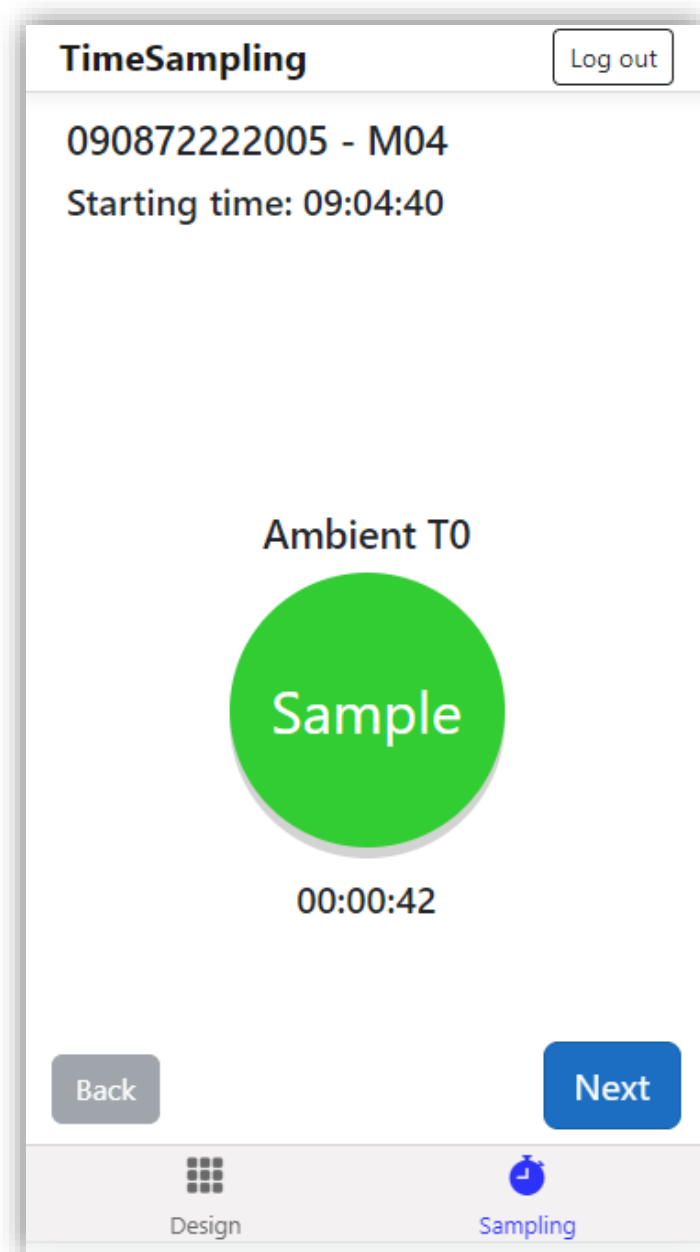 TimeSampling
Log out
090872222005 - M04
Starting time: 09:04:40
Ambient T0
Sample
00:00:42
Back
Next
Design
Sampling